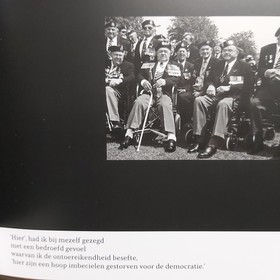 'Hier', had ik bij mezelf gezegd
met een bedroefd gevoel
waarvan ik de ontoereikendheid besefte,
'hier zijn een hoop imbecielen gestorven voor de democratie.'